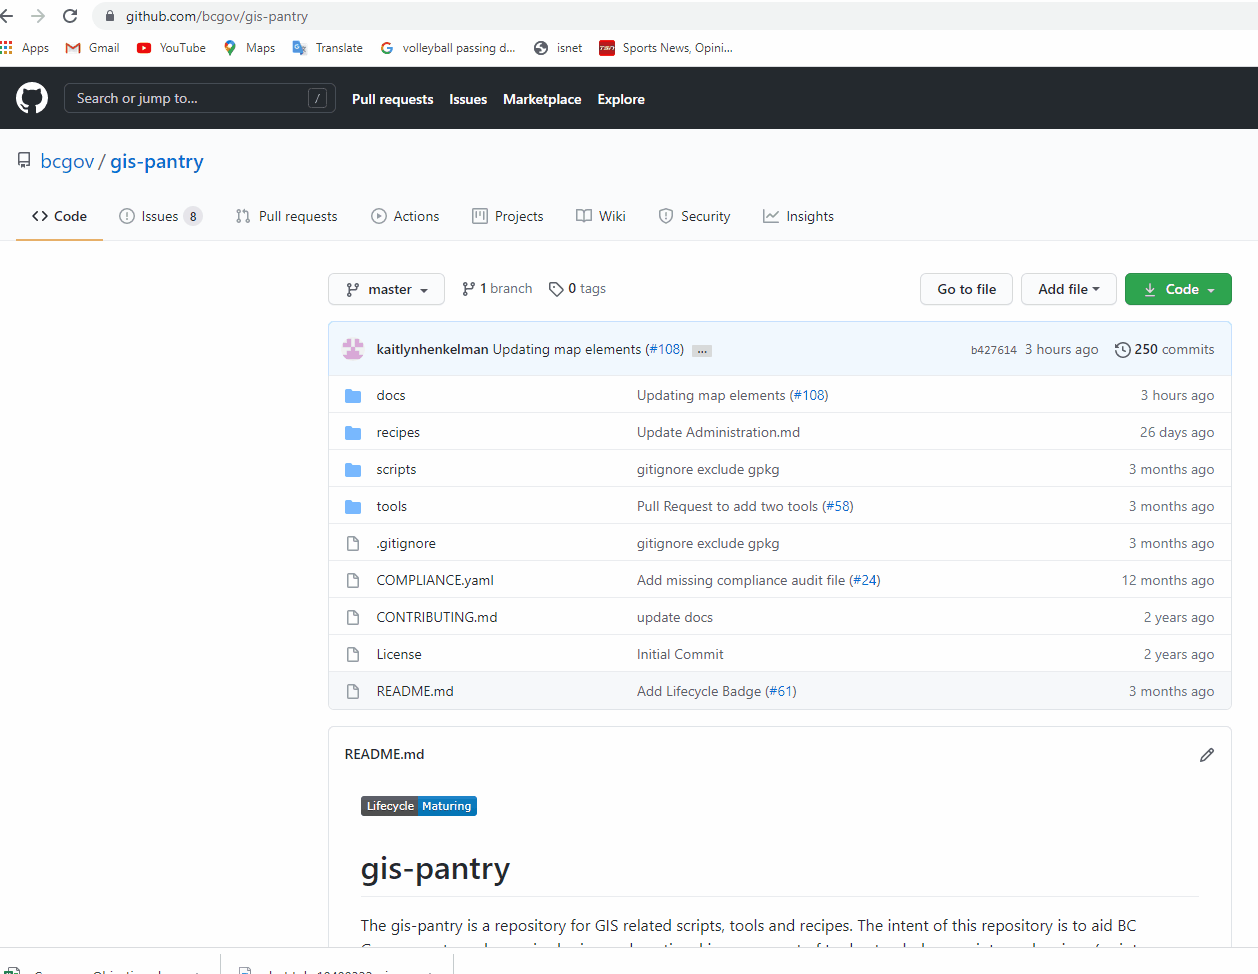 github.com/bcgov/gis-pantry
Apps Gmail YouTube Maps Translate volleyball passing d... isnet TSN Sports News, Opini...
Search or jump to... / Pull requests Issues Marketplace Explore
bcgov / gis-pantry
Code Issues 8 Pull requests Actions Projects Wiki Security Insights
master 1 branch 0 tags Go to file Add file Code
kaitlynhenkelman Updating map elements (#108) ... b427614 3 hours ago 250 commits
docs Updating map elements (#108) 3 hours ago
recipes Update Administration.md 26 days ago
scripts gitignore exclude gpkg 3 months ago
tools Pull Request to add two tools (#58) 3 months ago
.gitignore gitignore exclude gpkg 3 months ago
COMPLIANCE.yaml Add missing compliance audit file (#24) 12 months ago
CONTRIBUTING.md update docs 2 years ago
License Initial Commit 2 years ago
README.md Add Lifecycle Badge (#61) 3 months ago
README.md
Lifecycle Maturing
gis-pantry
The gis-pantry is a repository for GIS related scripts, tools and recipes. The intent of this repository is to aid BC